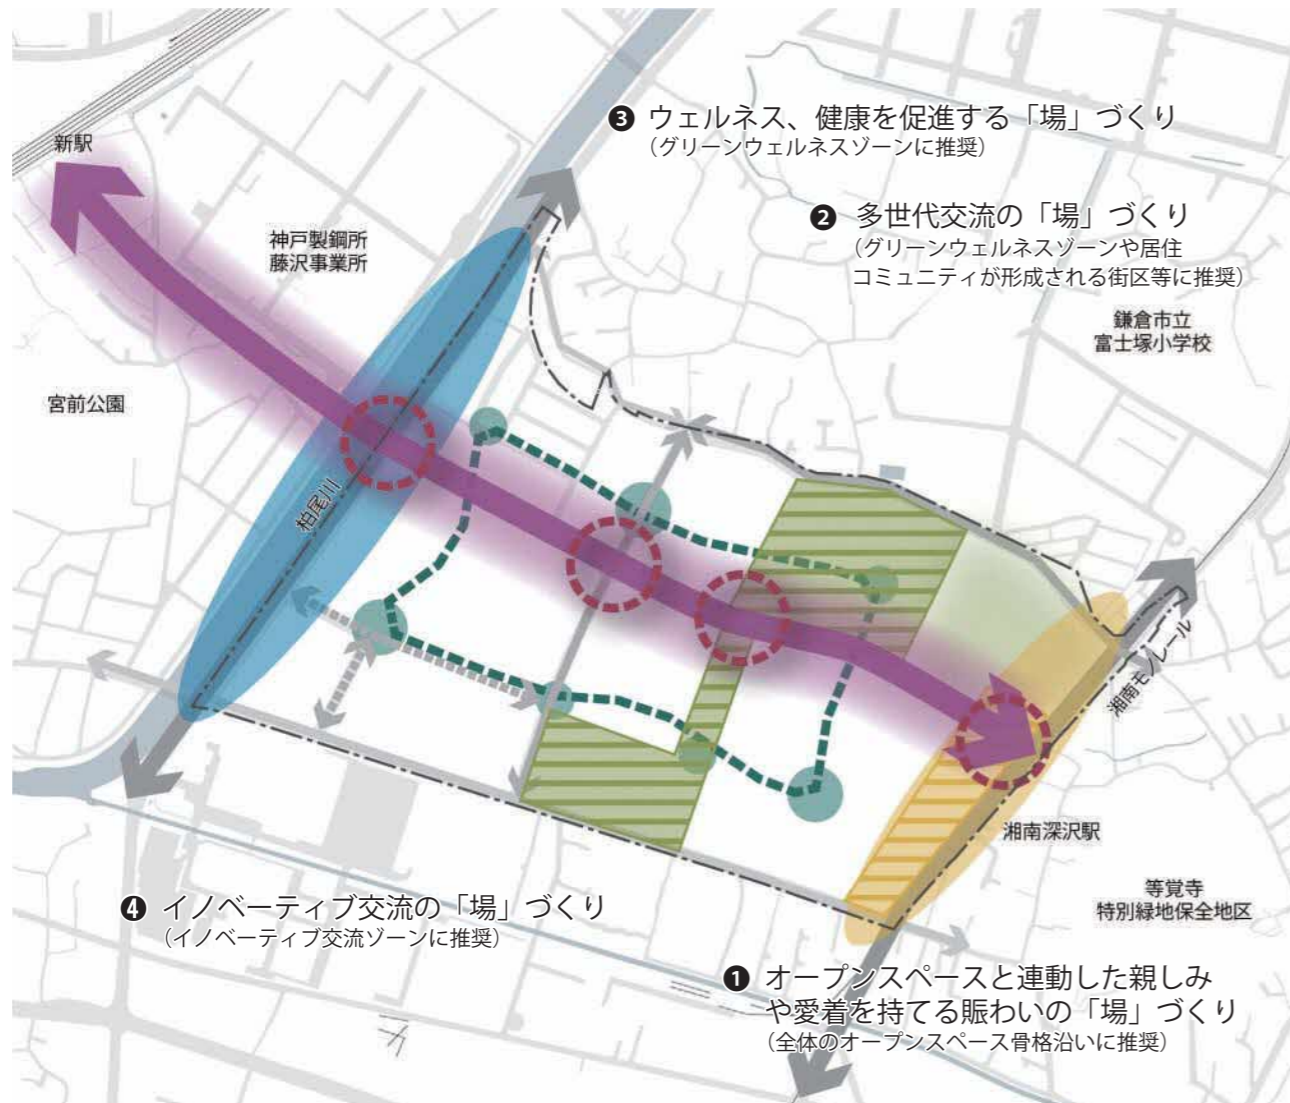 ❸ ウェルネス、健康を促進する「場」づくり
（グリーンウェルネスゾーンに推奨）
新駅
❷ 多世代交流の「場」づくり
（グリーンウェルネスゾーンや居住
コミュニティが形成される街区等に推奨）
神戸製鋼所
藤沢事業所
鎌倉市立
富士塚小学校
宮前公園
柏尾川
湘南モノレール
湘南深沢駅
等覚寺
特別緑地保全地区
❹ イノベーティブ交流の「場」づくり
（イノベーティブ交流ゾーンに推奨）
❶ オープンスペースと連動した親しみ
や愛着を持てる賑わいの「場」づくり
（全体のオープンスペース骨格沿いに推奨）